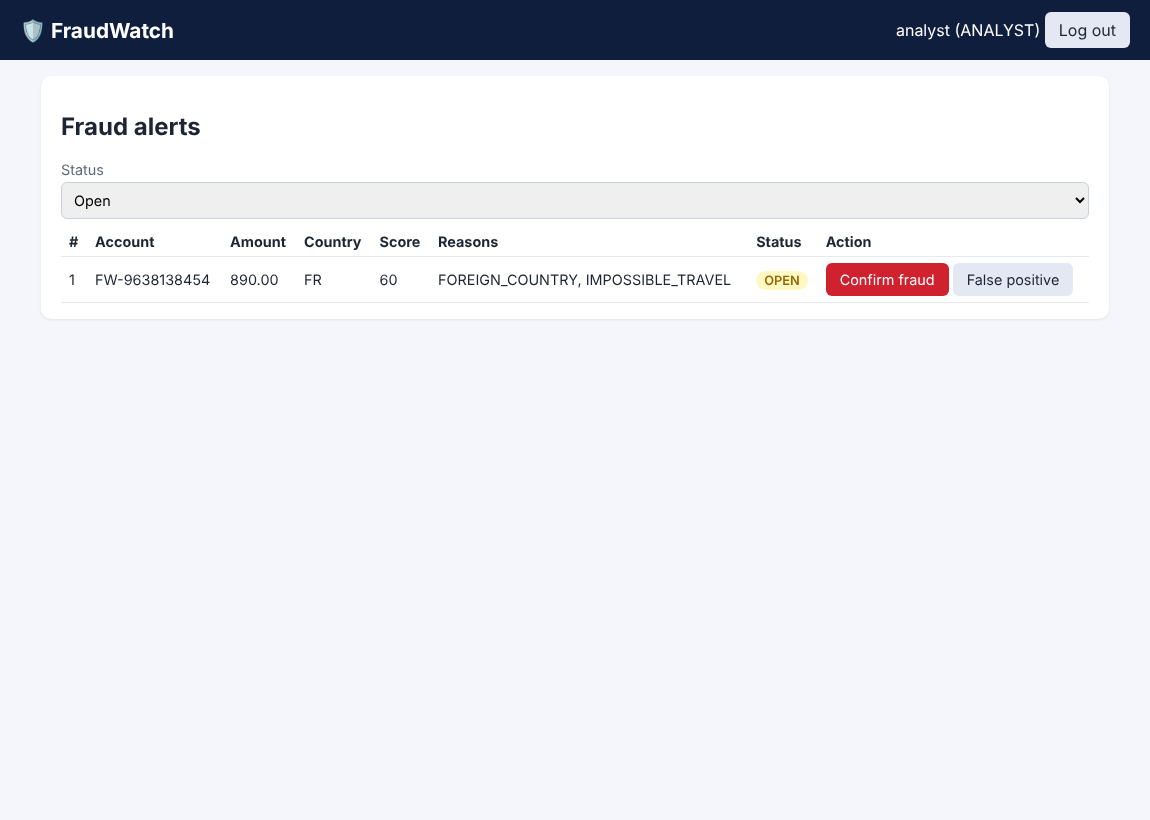 FraudWatch analyst (ANALYST) Log out
Fraud alerts
Status
Open
# Account Amount Country Score Reasons Status Action
1 FW-9638138454 890.00 FR 60 FOREIGN_COUNTRY, IMPOSSIBLE_TRAVEL OPEN Confirm fraud False positive